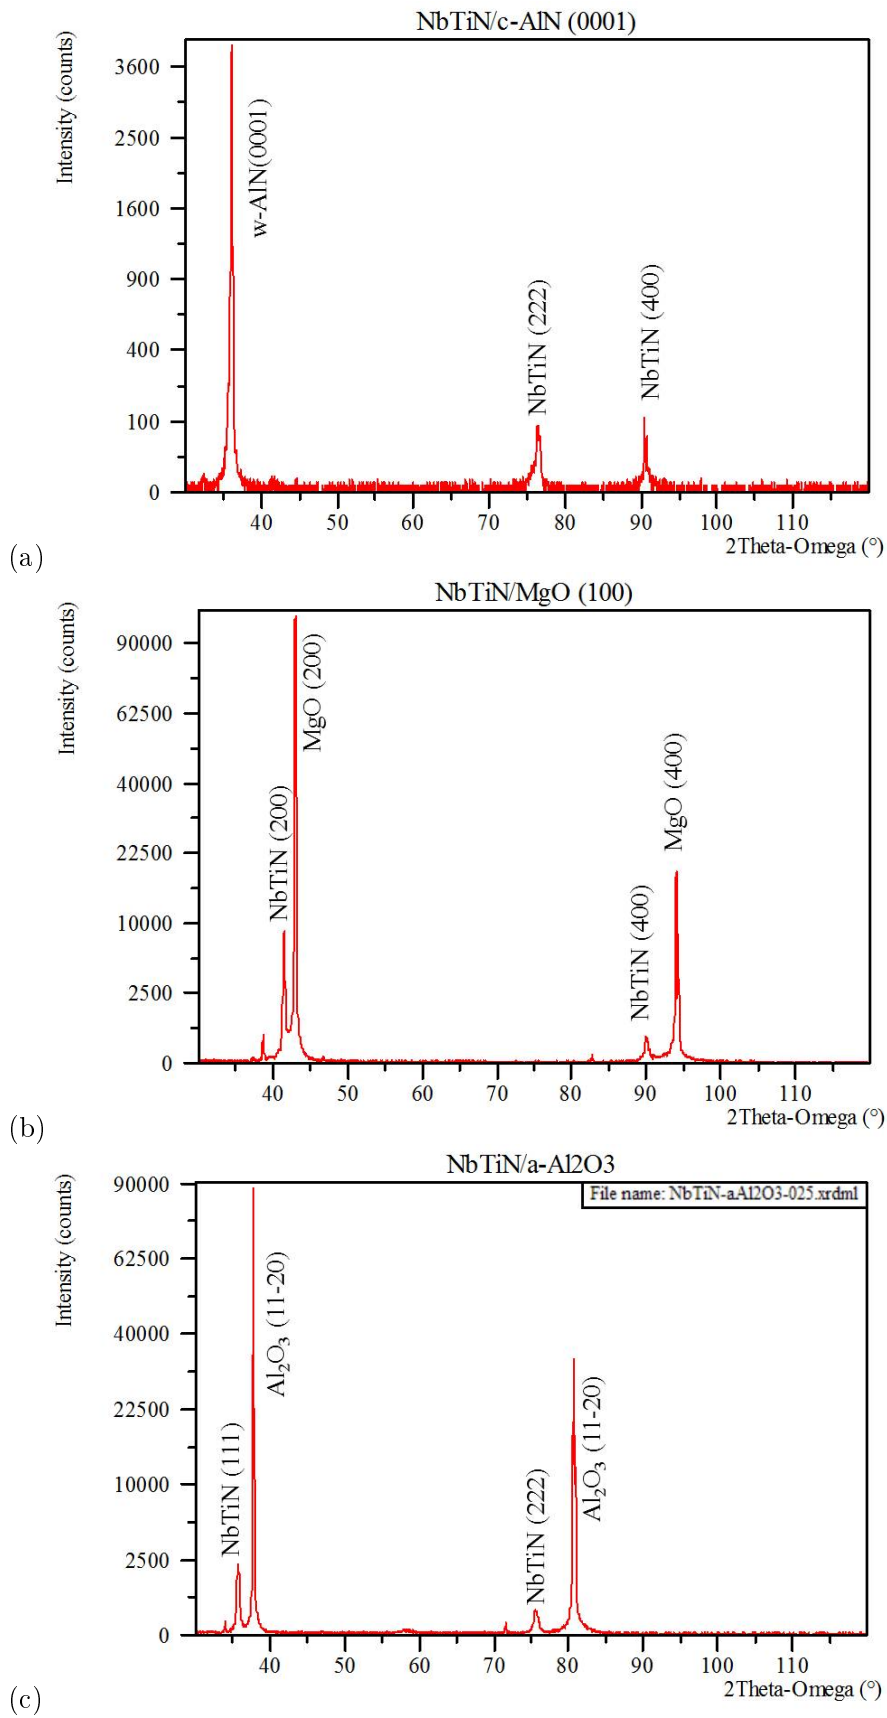 NbTiN/c-AlN (0001)
Intensity (counts)
3600
2500
1600
900
400
100
0
w-AlN(0001)
NbTiN (222)
NbTiN (400)
40 50 60 70 80 90 100 110
2Theta-Omega (°)
(a)
NbTiN/MgO (100)
Intensity (counts)
90000
62500
40000
22500
10000
2500
0
NbTiN (200)
MgO (200)
NbTiN (400)
MgO (400)
40 50 60 70 80 90 100 110
2Theta-Omega (°)
(b)
NbTiN/a-Al2O3
File name: NbTiN-aAl2O3-025.xrdml
Intensity (counts)
90000
62500
40000
22500
10000
2500
0
NbTiN (111)
Al₂O₃ (11-20)
NbTiN (222)
Al₂O₃ (11-20)
40 50 60 70 80 90 100 110
2Theta-Omega (°)
(c)